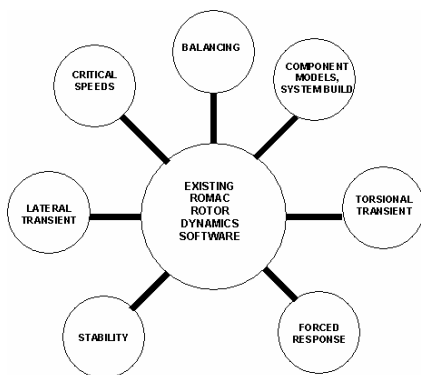 BALANCING
COMPONENT
MODELS,
SYSTEM BUILD
CRITICAL
SPEEDS
EXISTING
ROMAC
ROTOR
DYNAMICS
SOFTWARE
LATERAL
TRANSIENT
TORSIONAL
TRANSIENT
STABILITY
FORCED
RESPONSE